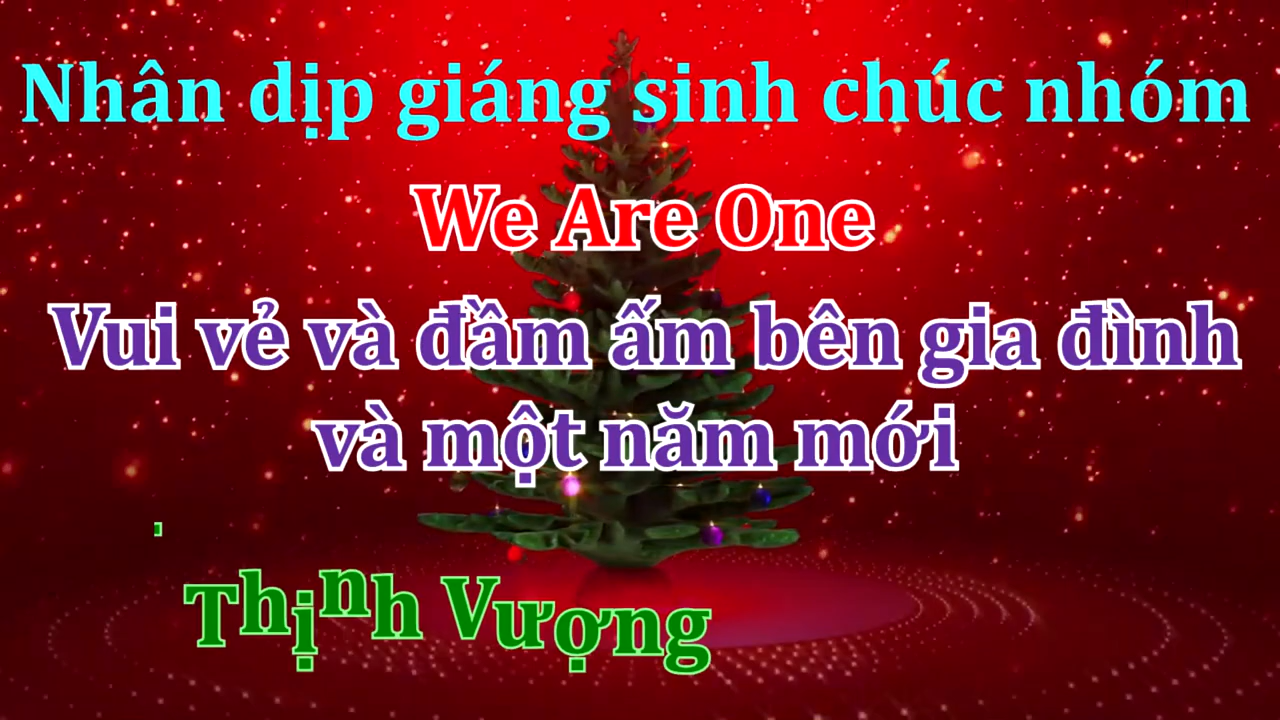 Nhân dịp giáng sinh chúc nhóm
We Are One
Vui vẻ và đầm ấm bên gia đình
và một năm mới
Thịnh Vượng